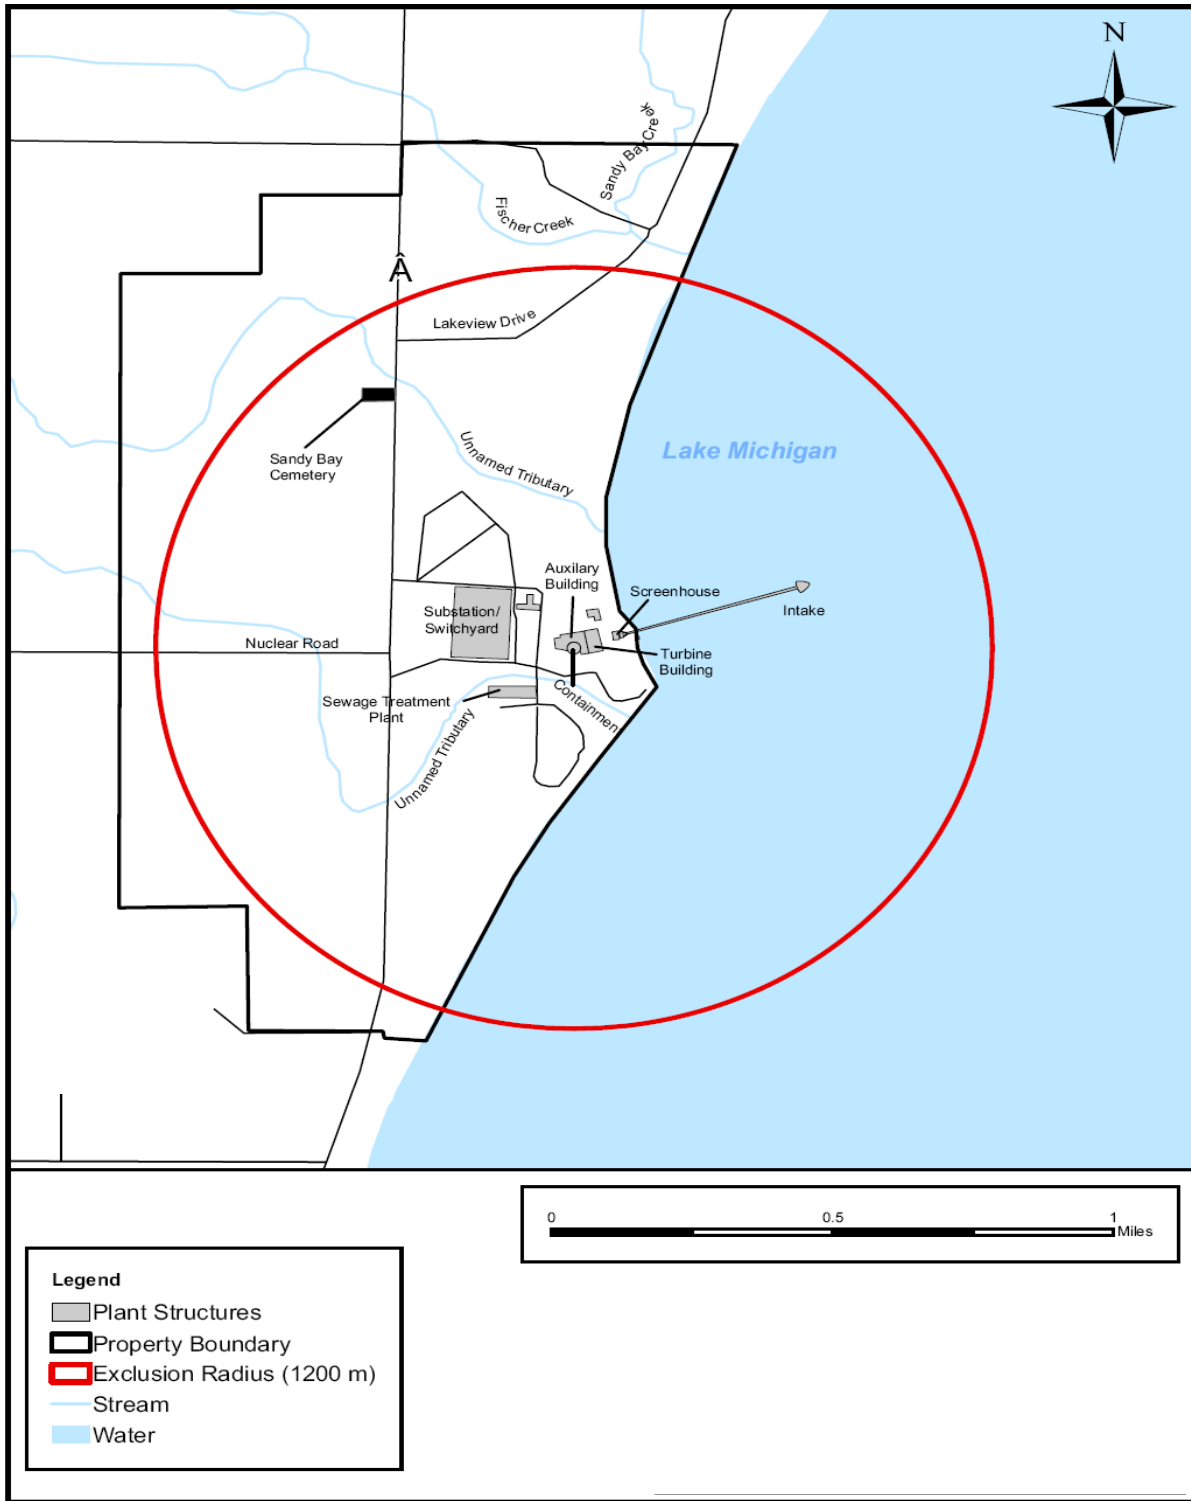 N
Sandy Bay Creek
Fischer Creek
Â
Lakeview Drive
Lake Michigan
Sandy Bay
Cemetery
Unnamed Tributary
Auxilary
Building
Screenhouse
Intake
Substation/
Switchyard
Nuclear Road
Turbine
Building
Sewage Treatment
Plant
Containmen
Unnamed Tributary
0 0.5 1
Miles
Legend
Plant Structures
Property Boundary
Exclusion Radius (1200 m)
Stream
Water